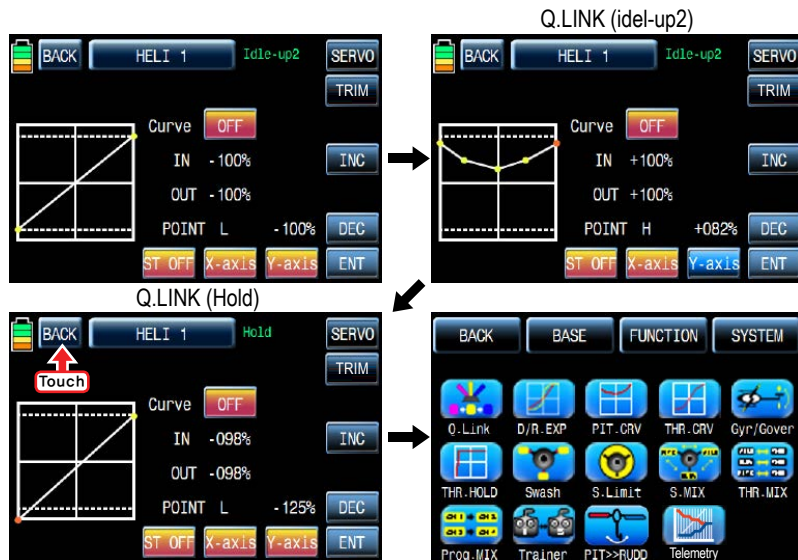 Q.LINK (idel-up2)
BACK HELI 1 Idle-up2 SERVO
TRIM
Curve OFF
IN -100% INC
OUT -100%
POINT L -100% DEC
ST OFF X-axis Y-axis ENT
BACK HELI 1 Idle-up2 SERVO
TRIM
Curve OFF
IN +100% INC
OUT +100%
POINT H +082% DEC
ST OFF X-axis Y-axis ENT
Q.LINK (Hold)
BACK HELI 1 Hold SERVO
Touch TRIM
Curve OFF
IN -098% INC
OUT -098%
POINT L -125% DEC
ST OFF X-axis Y-axis ENT
BACK BASE FUNCTION SYSTEM
Q.Link D/R.EXP PIT.CRV THR.CRV Gyr/Gover
THR.HOLD Swash S.Limit S.MIX THR.MIX
Prog.MIX Trainer PIT>>RUDD Telemetry